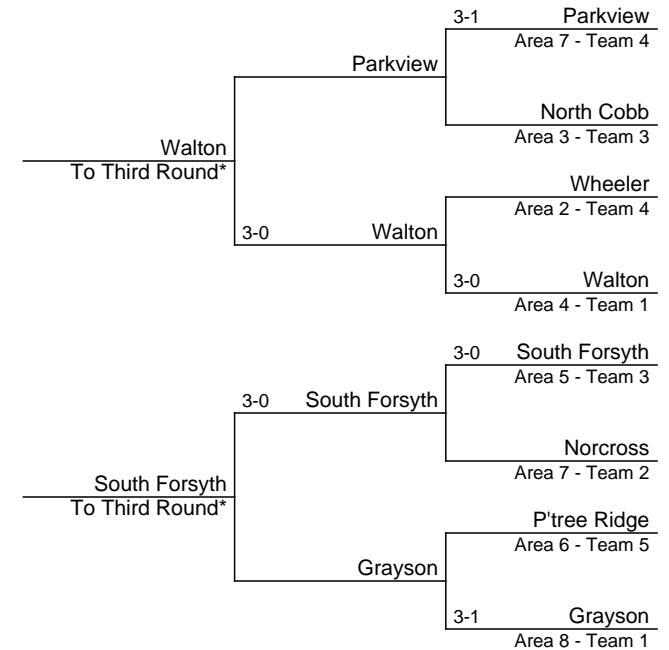 3-1 Parkview
Area 7 - Team 4
Parkview
North Cobb
Area 3 - Team 3
Walton
To Third Round*
Wheeler
Area 2 - Team 4
3-0 Walton
3-0 Walton
Area 4 - Team 1
3-0 South Forsyth
Area 5 - Team 3
3-0 South Forsyth
Norcross
Area 7 - Team 2
South Forsyth
To Third Round*
P'tree Ridge
Area 6 - Team 5
Grayson
3-1 Grayson
Area 8 - Team 1